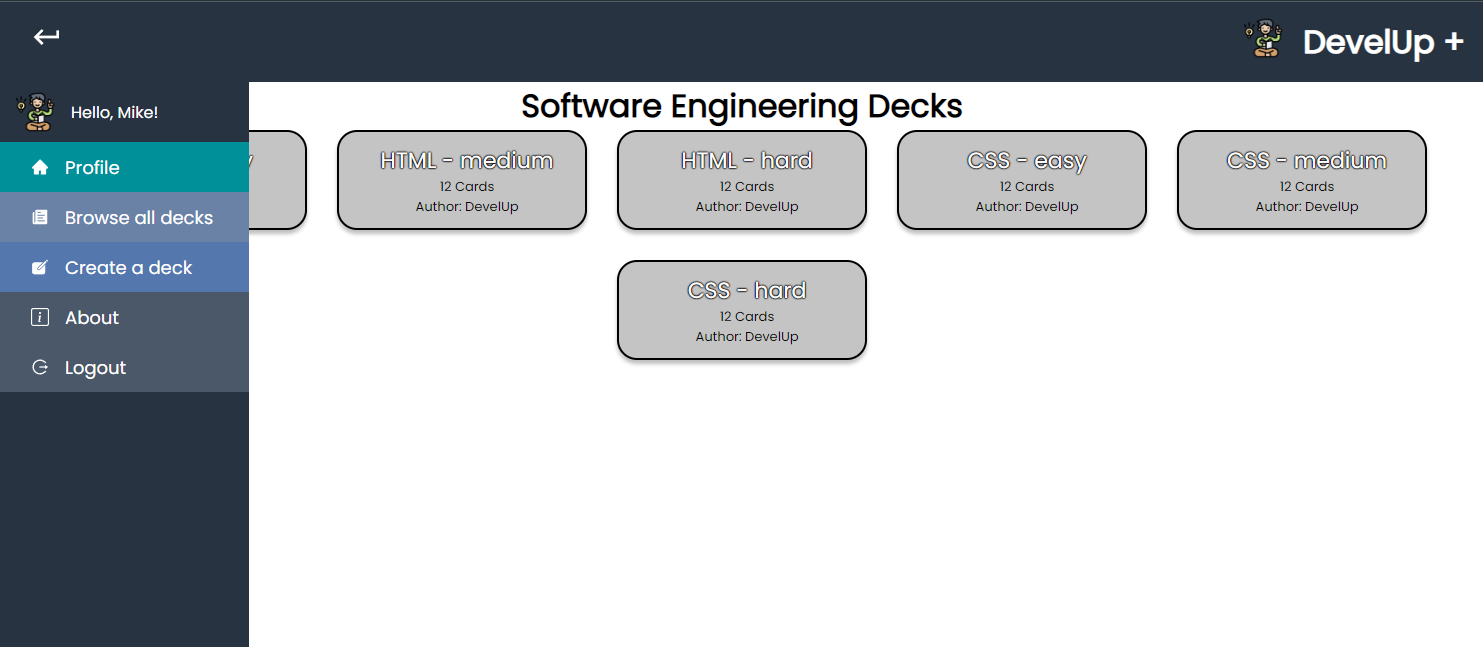 DevelUp +
Hello, Mike!
Profile
Browse all decks
Create a deck
About
Logout
Software Engineering Decks
HTML - medium
12 Cards
Author: DevelUp
HTML - hard
12 Cards
Author: DevelUp
CSS - easy
12 Cards
Author: DevelUp
CSS - medium
12 Cards
Author: DevelUp
CSS - hard
12 Cards
Author: DevelUp